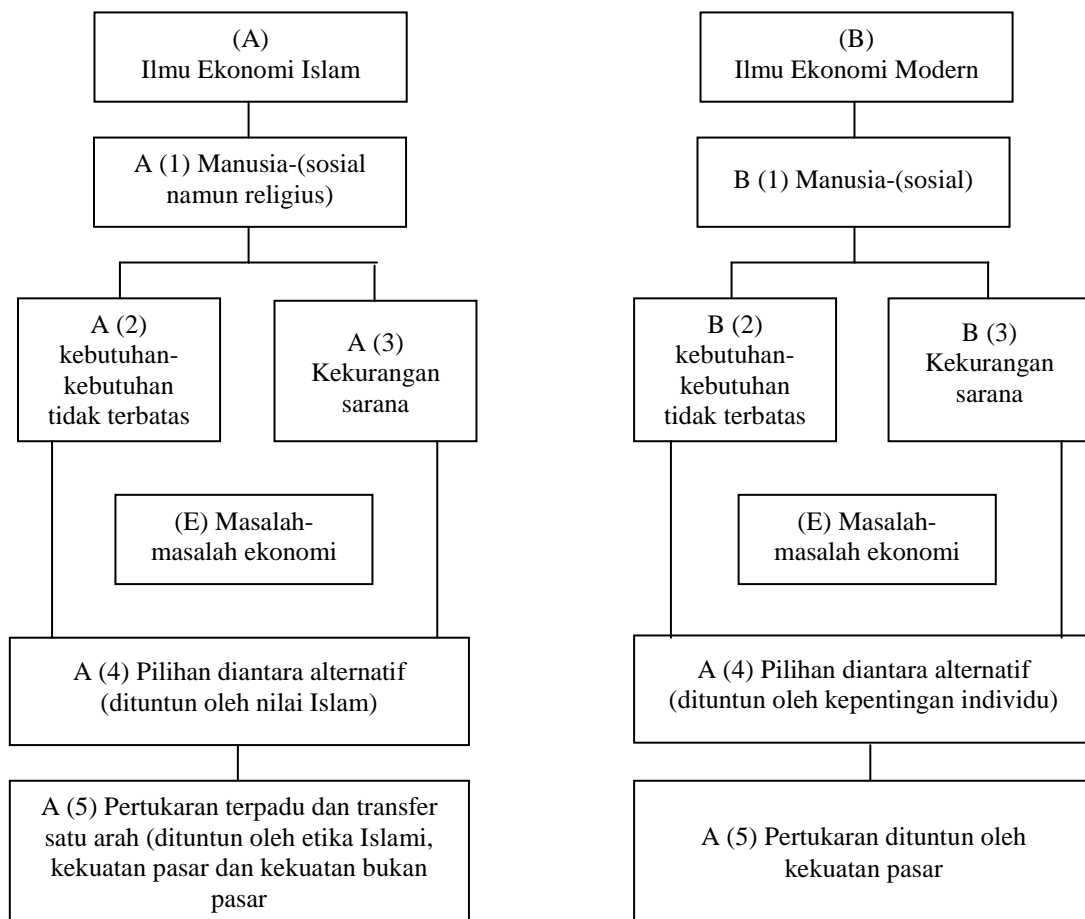 (A)
Ilmu Ekonomi Islam
A (1) Manusia-(sosial
namun religius)
A (2)
kebutuhan-
kebutuhan
tidak terbatas
A (3)
Kekurangan
sarana
(E) Masalah-
masalah ekonomi
A (4) Pilihan diantara alternatif
(dituntun oleh nilai Islam)
A (5) Pertukaran terpadu dan transfer
satu arah (dituntun oleh etika Islami,
kekuatan pasar dan kekuatan bukan
pasar
(B)
Ilmu Ekonomi Modern
B (1) Manusia-(sosial)
B (2)
kebutuhan-
kebutuhan
tidak terbatas
B (3)
Kekurangan
sarana
(E) Masalah-
masalah ekonomi
A (4) Pilihan diantara alternatif
(dituntun oleh kepentingan individu)
A (5) Pertukaran dituntun oleh
kekuatan pasar